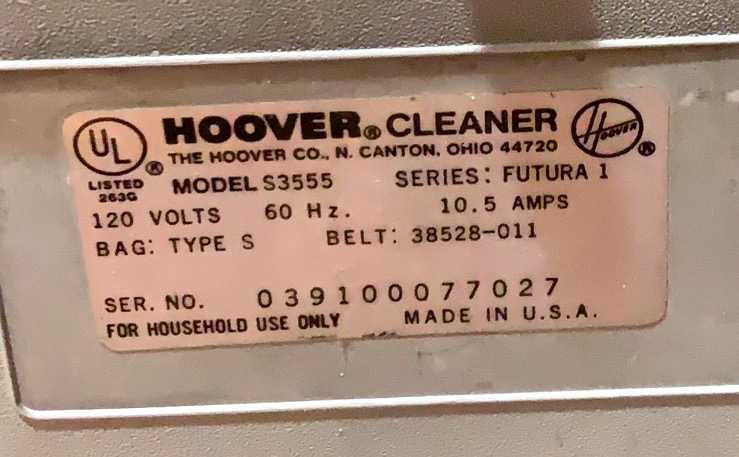 UL ® HOOVER® CLEANER Hoover ®
THE HOOVER CO., N. CANTON, OHIO 44720
LISTED
263G
MODEL S3555 SERIES: FUTURA 1
120 VOLTS 60 Hz. 10.5 AMPS
BAG: TYPE S BELT: 38528-011
SER. NO. 039100077027
FOR HOUSEHOLD USE ONLY MADE IN U.S.A.